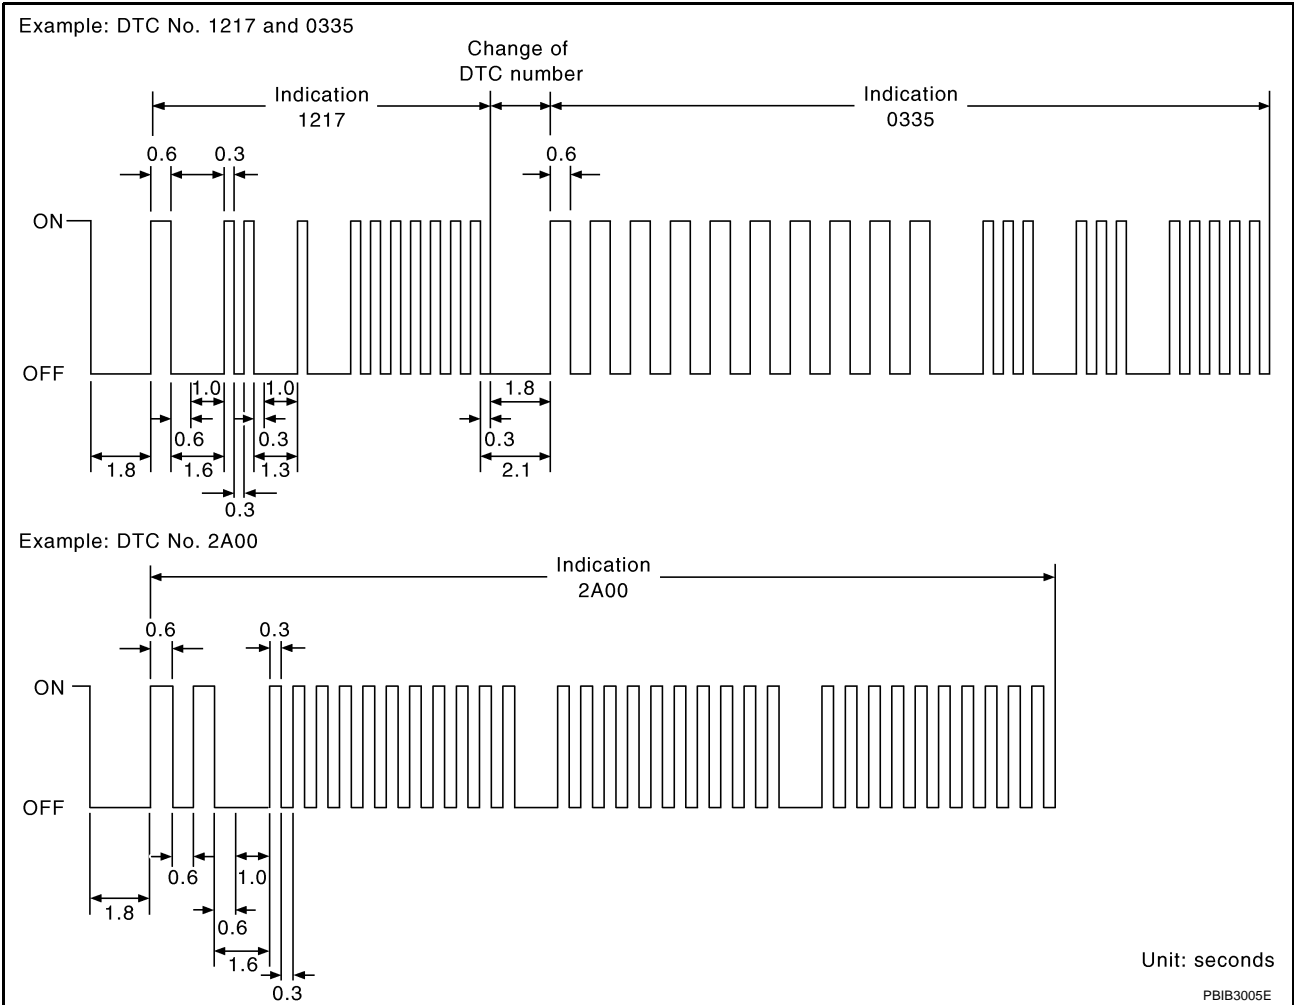 Example: DTC No. 1217 and 0335
Change of
DTC number
Indication
1217
Indication
0335
0.6
0.3
0.6
ON
OFF
1.0
1.0
1.8
0.6
0.3
0.3
1.8
1.6
1.3
2.1
0.3
Example: DTC No. 2A00
Indication
2A00
0.6
0.3
ON
OFF
0.6
1.0
1.8
0.6
1.6
0.3
Unit: seconds
PBIB3005E